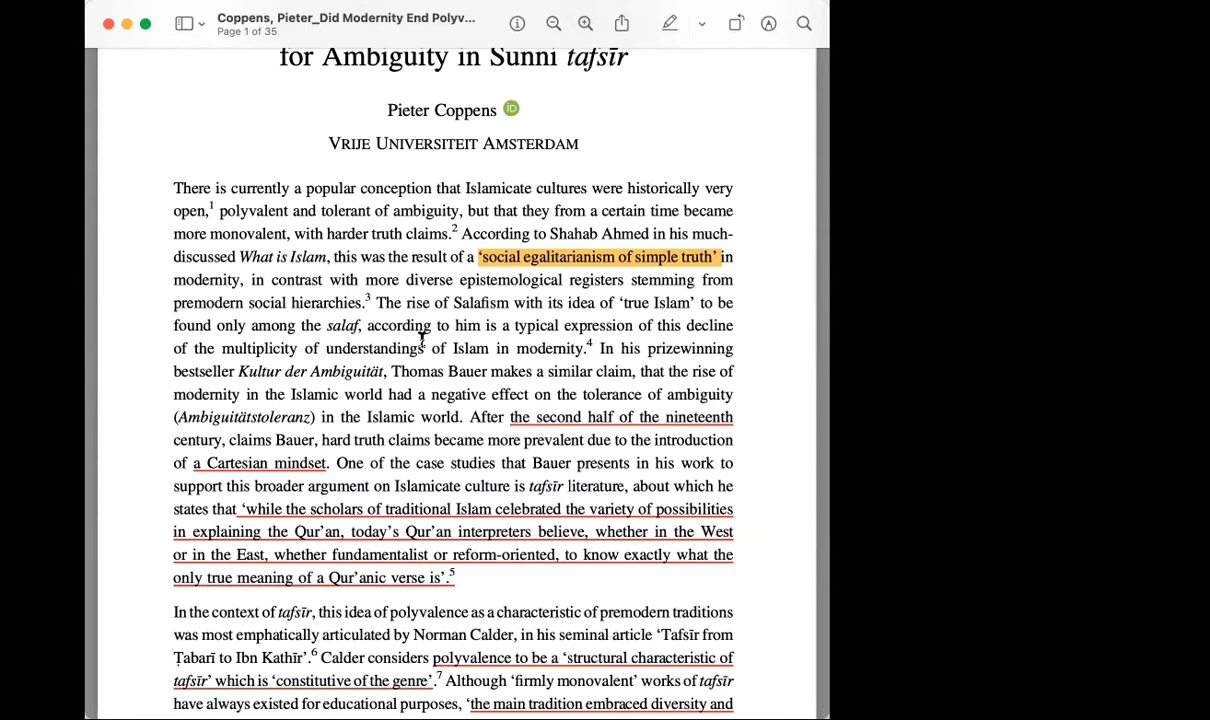 Coppens, Pieter_Did Modernity End Polyv...
Page 1 of 35
for Ambiguity in Sunni tafsīr
Pieter Coppens iD
VRIJE UNIVERSITEIT AMSTERDAM
There is currently a popular conception that Islamicate cultures were historically very
open,1 polyvalent and tolerant of ambiguity, but that they from a certain time became
more monovalent, with harder truth claims.2 According to Shahab Ahmed in his much-
discussed What is Islam, this was the result of a ‘social egalitarianism of simple truth’ in
modernity, in contrast with more diverse epistemological registers stemming from
premodern social hierarchies.3 The rise of Salafism with its idea of ‘true Islam’ to be
found only among the salaf, according to him is a typical expression of this decline
of the multiplicity of understandings of Islam in modernity.4 In his prizewinning
bestseller Kultur der Ambiguität, Thomas Bauer makes a similar claim, that the rise of
modernity in the Islamic world had a negative effect on the tolerance of ambiguity
(Ambiguitätstoleranz) in the Islamic world. After the second half of the nineteenth
century, claims Bauer, hard truth claims became more prevalent due to the introduction
of a Cartesian mindset. One of the case studies that Bauer presents in his work to
support this broader argument on Islamicate culture is tafsīr literature, about which he
states that ‘while the scholars of traditional Islam celebrated the variety of possibilities
in explaining the Qur’an, today’s Qur’an interpreters believe, whether in the West
or in the East, whether fundamentalist or reform-oriented, to know exactly what the
only true meaning of a Qur’anic verse is’.5
In the context of tafsīr, this idea of polyvalence as a characteristic of premodern traditions
was most emphatically articulated by Norman Calder, in his seminal article ‘Tafsīr from
Ṭabarī to Ibn Kathīr’.6 Calder considers polyvalence to be a ‘structural characteristic of
tafsīr’ which is ‘constitutive of the genre’.7 Although ‘firmly monovalent’ works of tafsīr
have always existed for educational purposes, ‘the main tradition embraced diversity and